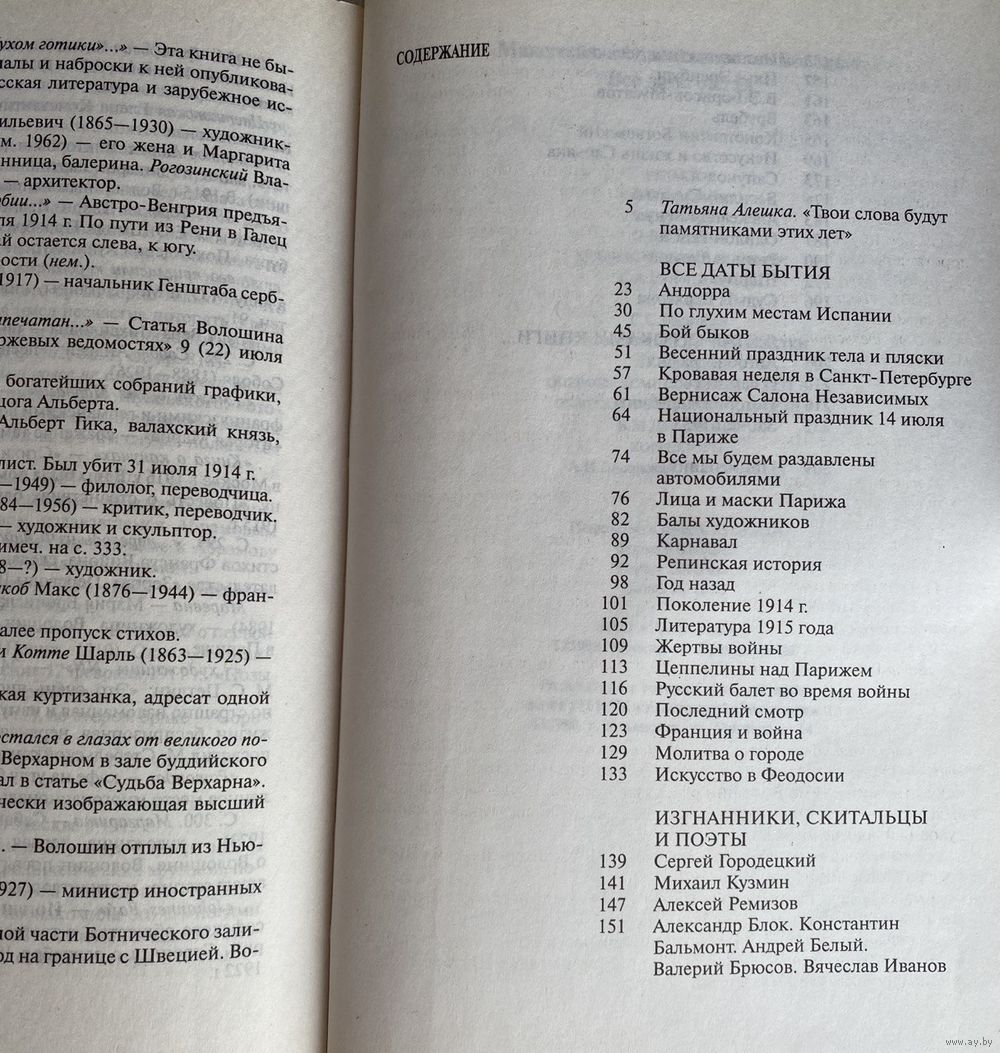 ухом готики»...» — Эта книга не бы-
алы и наброски к ней опубликова-
сская литература и зарубежное ис-
ильевич (1865—1930) — художник-
м. 1962) — его жена и Маргарита
нница, балерина. Рогозинский Вла-
— архитектор.
рбии...» — Австро-Венгрия предъя-
ля 1914 г. По пути из Рени в Галец
й остается слева, к югу.
ости (нем.).
1917) — начальник Генштаба серб-
печатан...» — Статья Волошина
ржевых ведомостях» 9 (22) июля
богатейших собраний графики,
цога Альберта.
Альберт Гика, валахский князь,
лист. Был убит 31 июля 1914 г.
—1949) — филолог, переводчица.
84—1956) — критик, переводчик.
— художник и скульптор.
имеч. на с. 333.
8—?) — художник.
коб Макс (1876—1944) — фран-
алее пропуск стихов.
и Котте Шарль (1863—1925) —
кая куртизанка, адресат одной
остался в глазах от великого по-
Верхарном в зале буддийского
ал в статье «Судьба Верхарна».
чески изображающая высший
. — Волошин отплыл из Нью-
927) — министр иностранных
ной части Ботнического зали-
од на границе с Швецией. Во-
СОДЕРЖАНИЕ
5 Татьяна Алешка. «Твои слова будут
памятниками этих лет»
ВСЕ ДАТЫ БЫТИЯ
23 Андорра
30 По глухим местам Испании
45 Бой быков
51 Весенний праздник тела и пляски
57 Кровавая неделя в Санкт-Петербурге
61 Вернисаж Салона Независимых
64 Национальный праздник 14 июля
в Париже
74 Все мы будем раздавлены
автомобилями
76 Лица и маски Парижа
82 Балы художников
89 Карнавал
92 Репинская история
98 Год назад
101 Поколение 1914 г.
105 Литература 1915 года
109 Жертвы войны
113 Цеппелины над Парижем
116 Русский балет во время войны
120 Последний смотр
123 Франция и война
129 Молитва о городе
133 Искусство в Феодосии
ИЗГНАННИКИ, СКИТАЛЬЦЫ
И ПОЭТЫ
139 Сергей Городецкий
141 Михаил Кузмин
147 Алексей Ремизов
151 Александр Блок. Константин
Бальмонт. Андрей Белый.
Валерий Брюсов. Вячеслав Иванов
www.ay.by